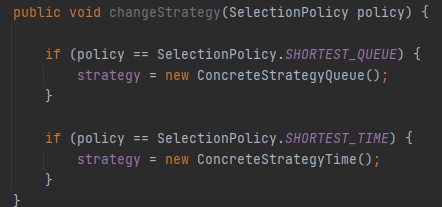 public void changeStrategy(SelectionPolicy policy) {
if (policy == SelectionPolicy.SHORTEST_QUEUE) {
strategy = new ConcreteStrategyQueue();
}
if (policy == SelectionPolicy.SHORTEST_TIME) {
strategy = new ConcreteStrategyTime();
}
}